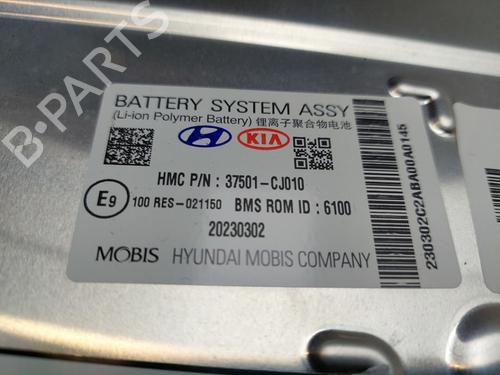 BATTERY SYSTEM ASSY
(Li-ion Polymer Battery) 锂离子聚合物电池
KIA
HMC P/N : 37501-CJ010
E9 100 RES-021150 BMS ROM ID : 6100
20230302
MOBIS HYUNDAI MOBIS COMPANY
230302C2ABA00A0145
B-PARTS